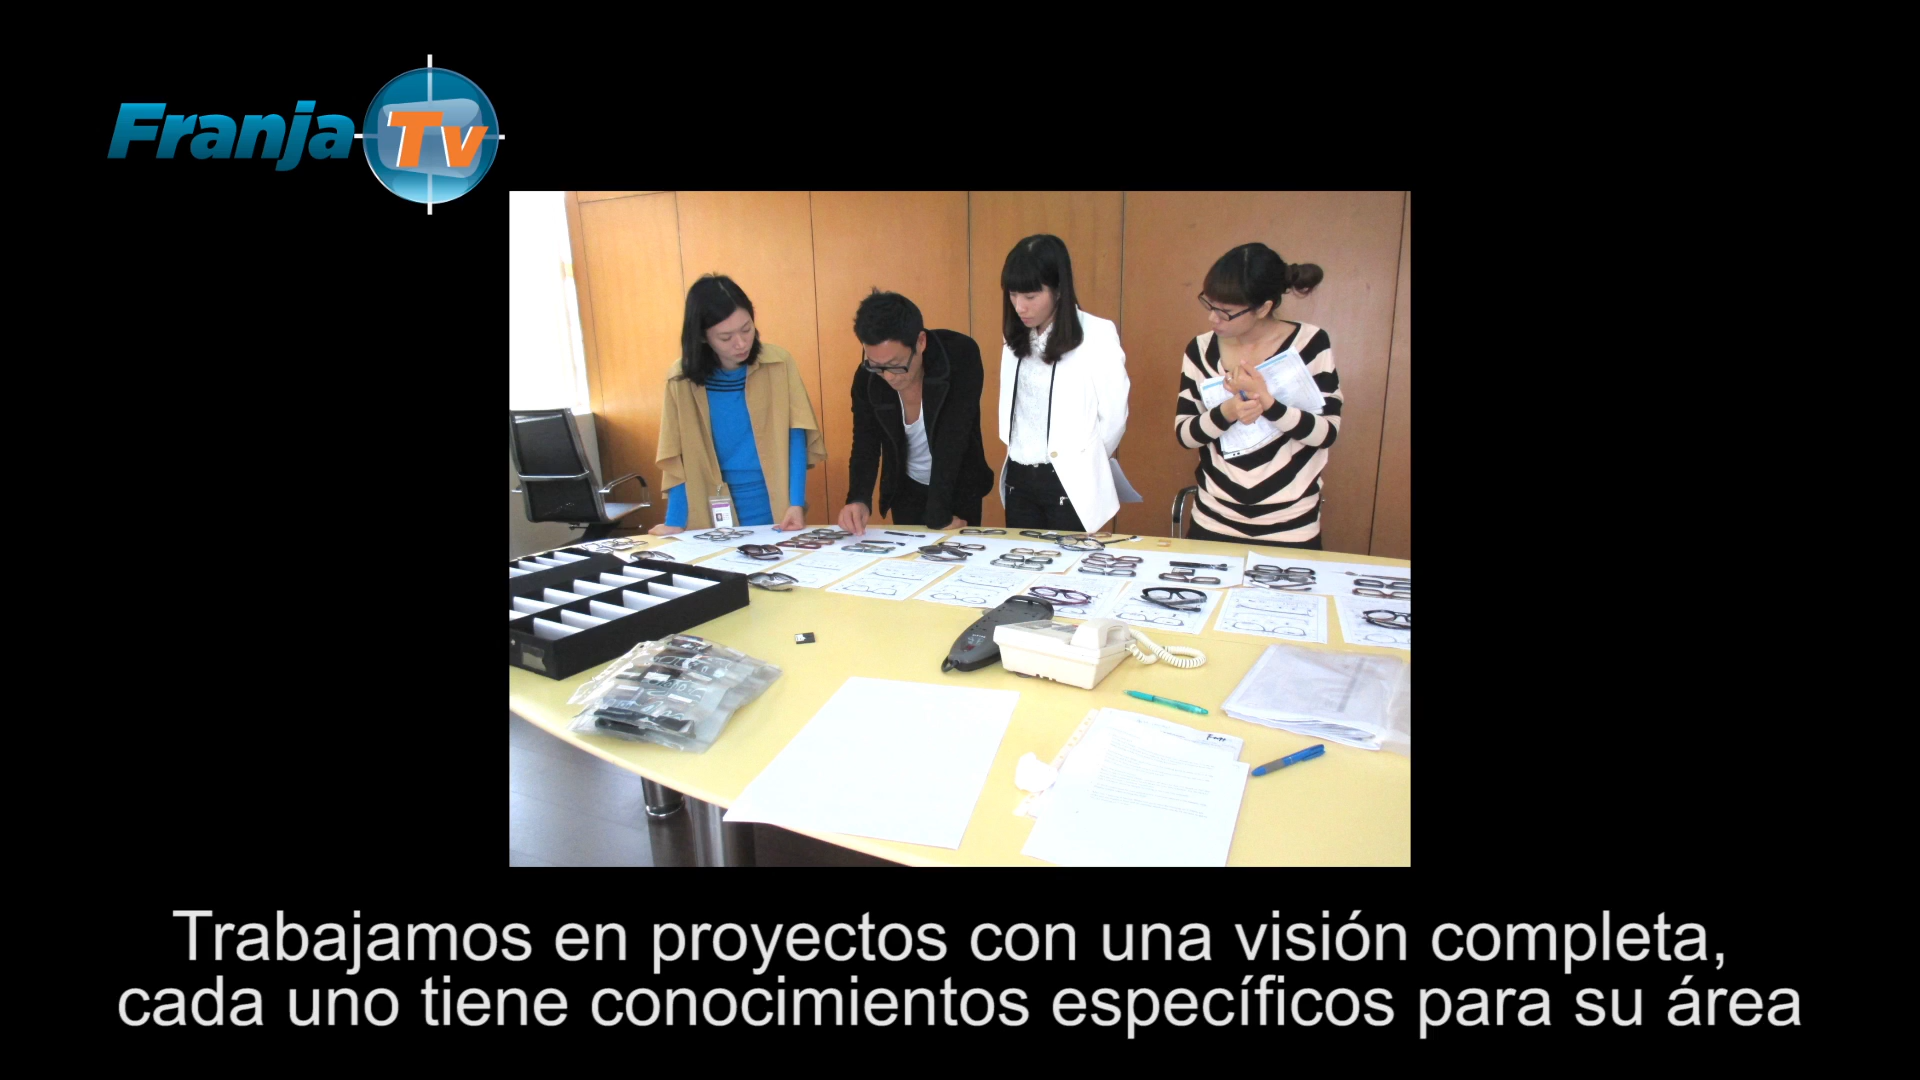 Franja Tv
Trabajamos en proyectos con una visión completa,
cada uno tiene conocimientos específicos para su área